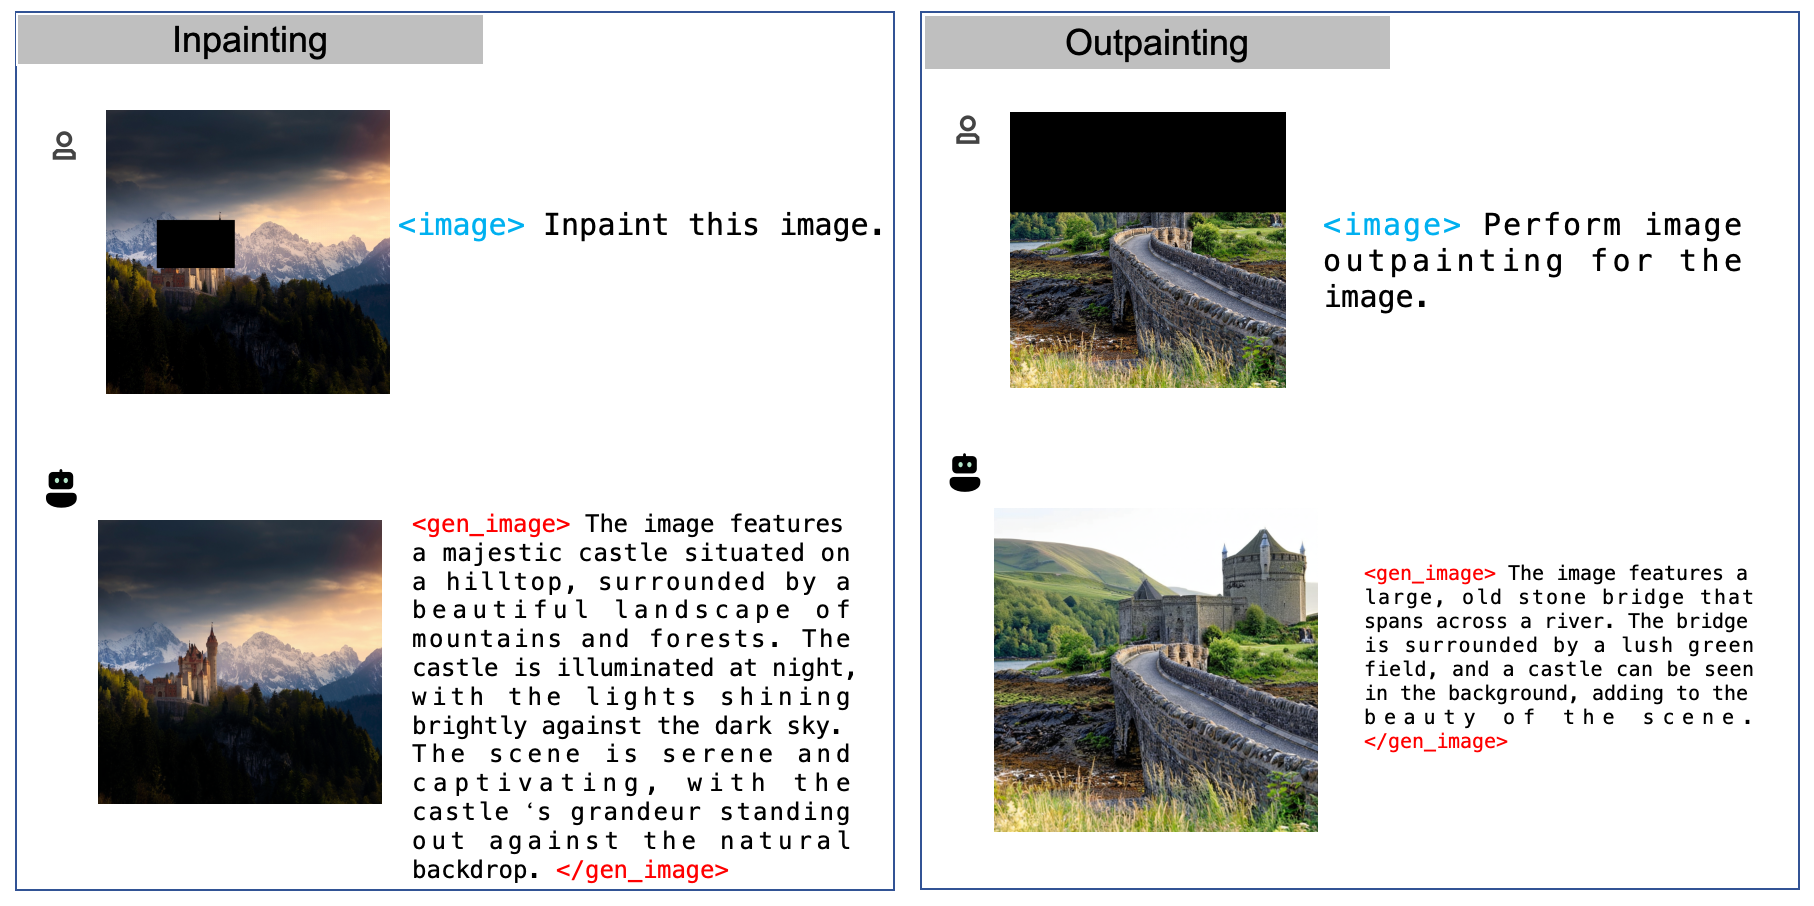 Inpainting
<image> Inpaint this image.
<gen_image> The image features
a majestic castle situated on
a hilltop, surrounded by a
beautiful landscape of
mountains and forests. The
castle is illuminated at night,
with the lights shining
brightly against the dark sky.
The scene is serene and
captivating, with the
castle ‘s grandeur standing
out against the natural
backdrop. </gen_image>
Outpainting
<image> Perform image
outpainting for the
image.
<gen_image> The image features a
large, old stone bridge that
spans across a river. The bridge
is surrounded by a lush green
field, and a castle can be seen
in the background, adding to the
beauty of the scene.
</gen_image>